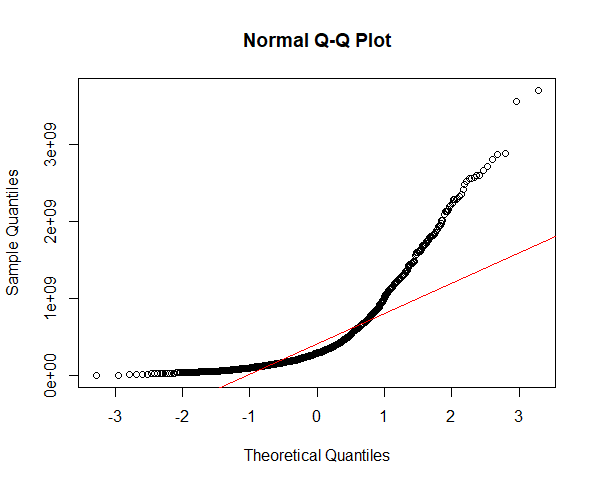 Normal Q-Q Plot
Sample Quantiles
3e+09
2e+09
1e+09
0e+00
-3 -2 -1 0 1 2 3
Theoretical Quantiles